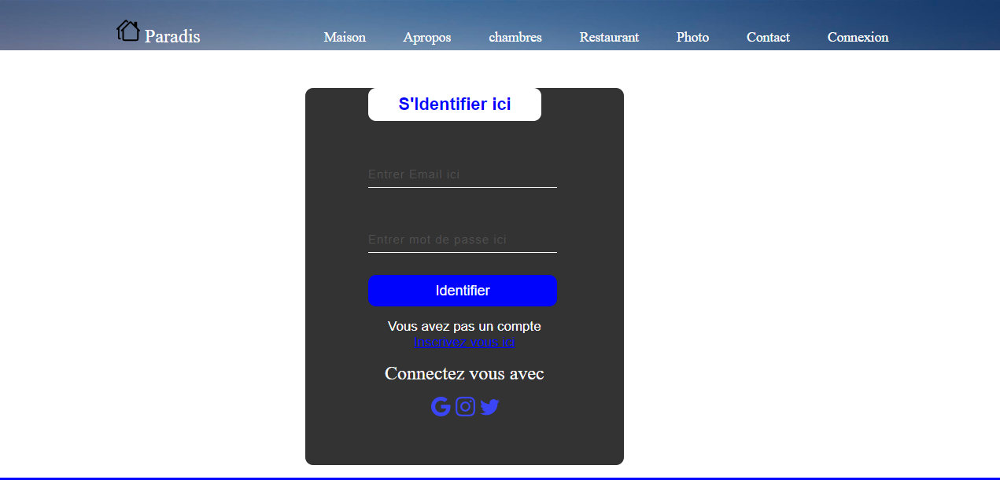 Paradis
Maison Apropos chambres Restaurant Photo Contact Connexion
S'Identifier ici
Entrer Email ici
Entrer mot de passe ici
Identifier
Vous avez pas un compte
Inscrivez vous ici
Connectez vous avec